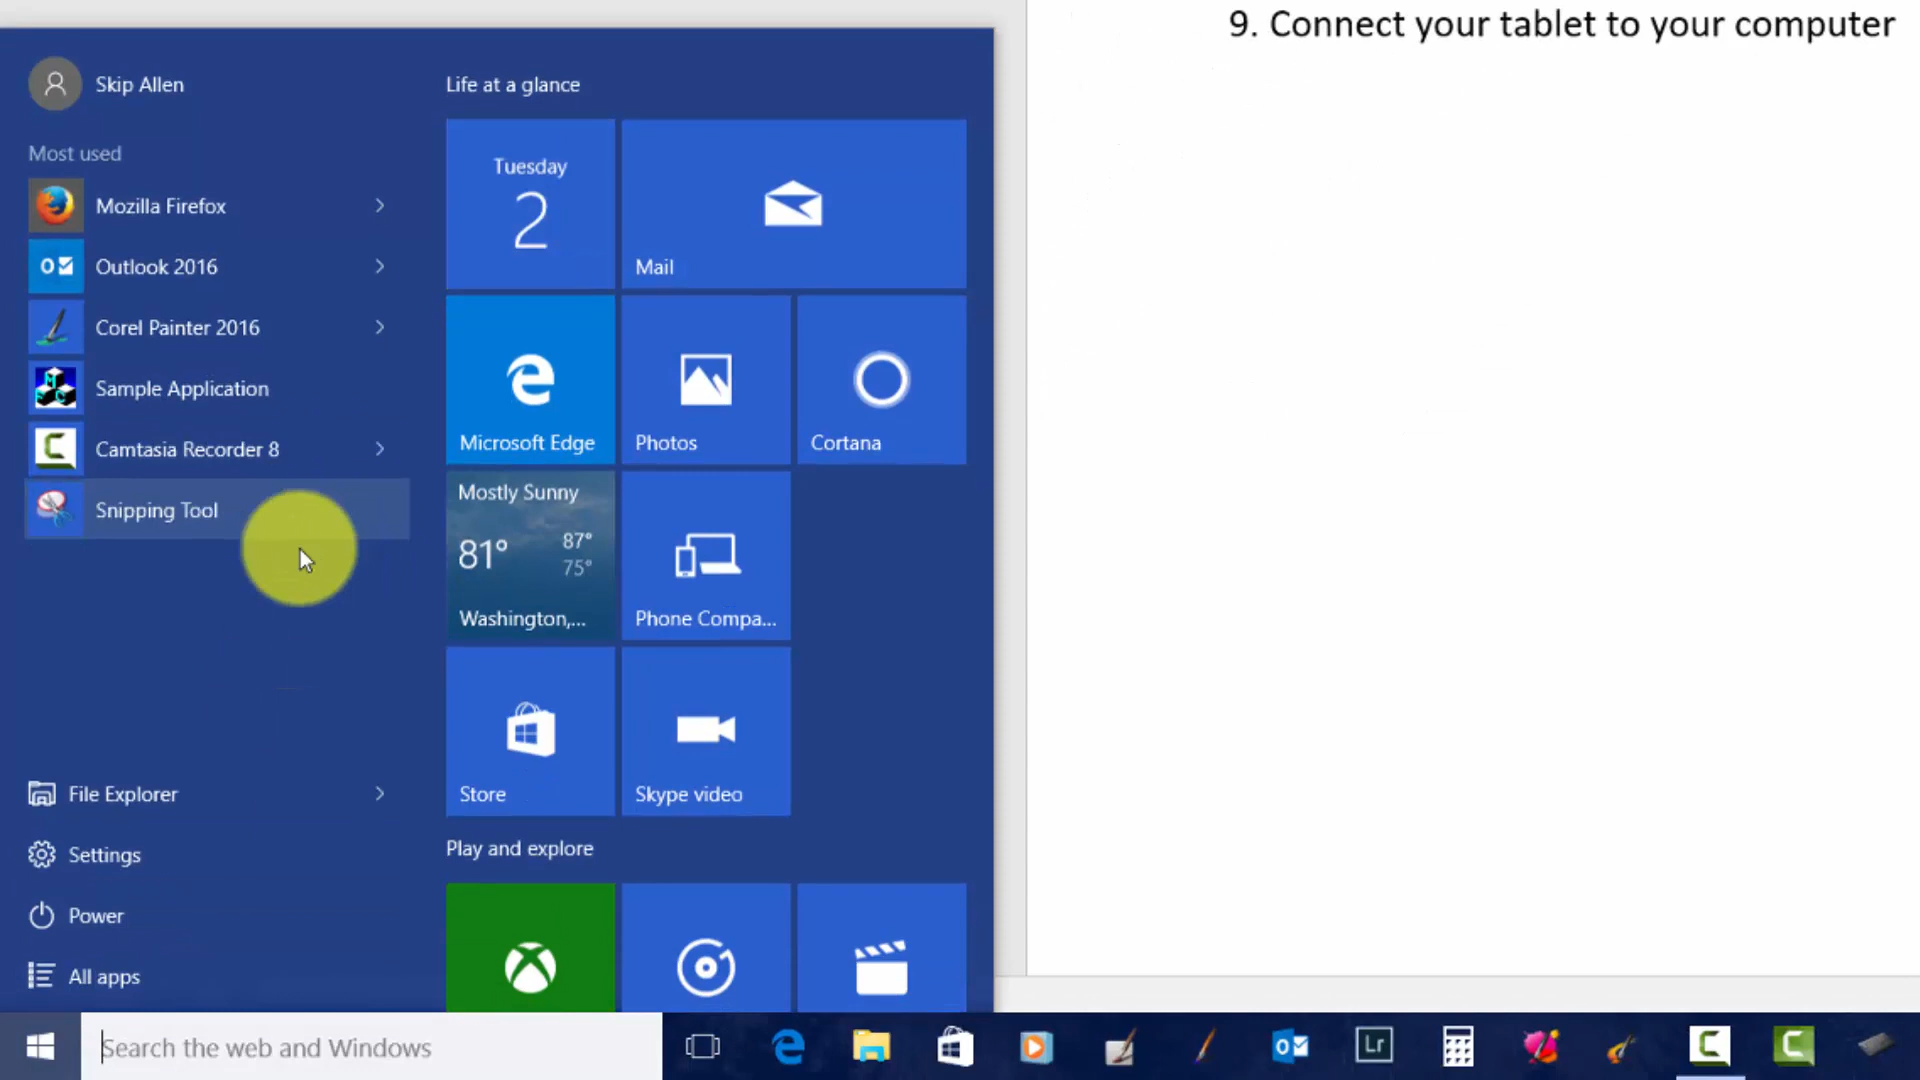 9. Connect your tablet to your computer
Skip Allen
Most used
Mozilla Firefox
Outlook 2016
Corel Painter 2016
Sample Application
Camtasia Recorder 8
Snipping Tool
File Explorer
Settings
Power
All apps
Life at a glance
Tuesday
2
Mail
Microsoft Edge
Photos
Cortana
Mostly Sunny
81° 87°
75°
Washington,...
Phone Compa...
Store
Skype video
Play and explore
Search the web and Windows
Lr